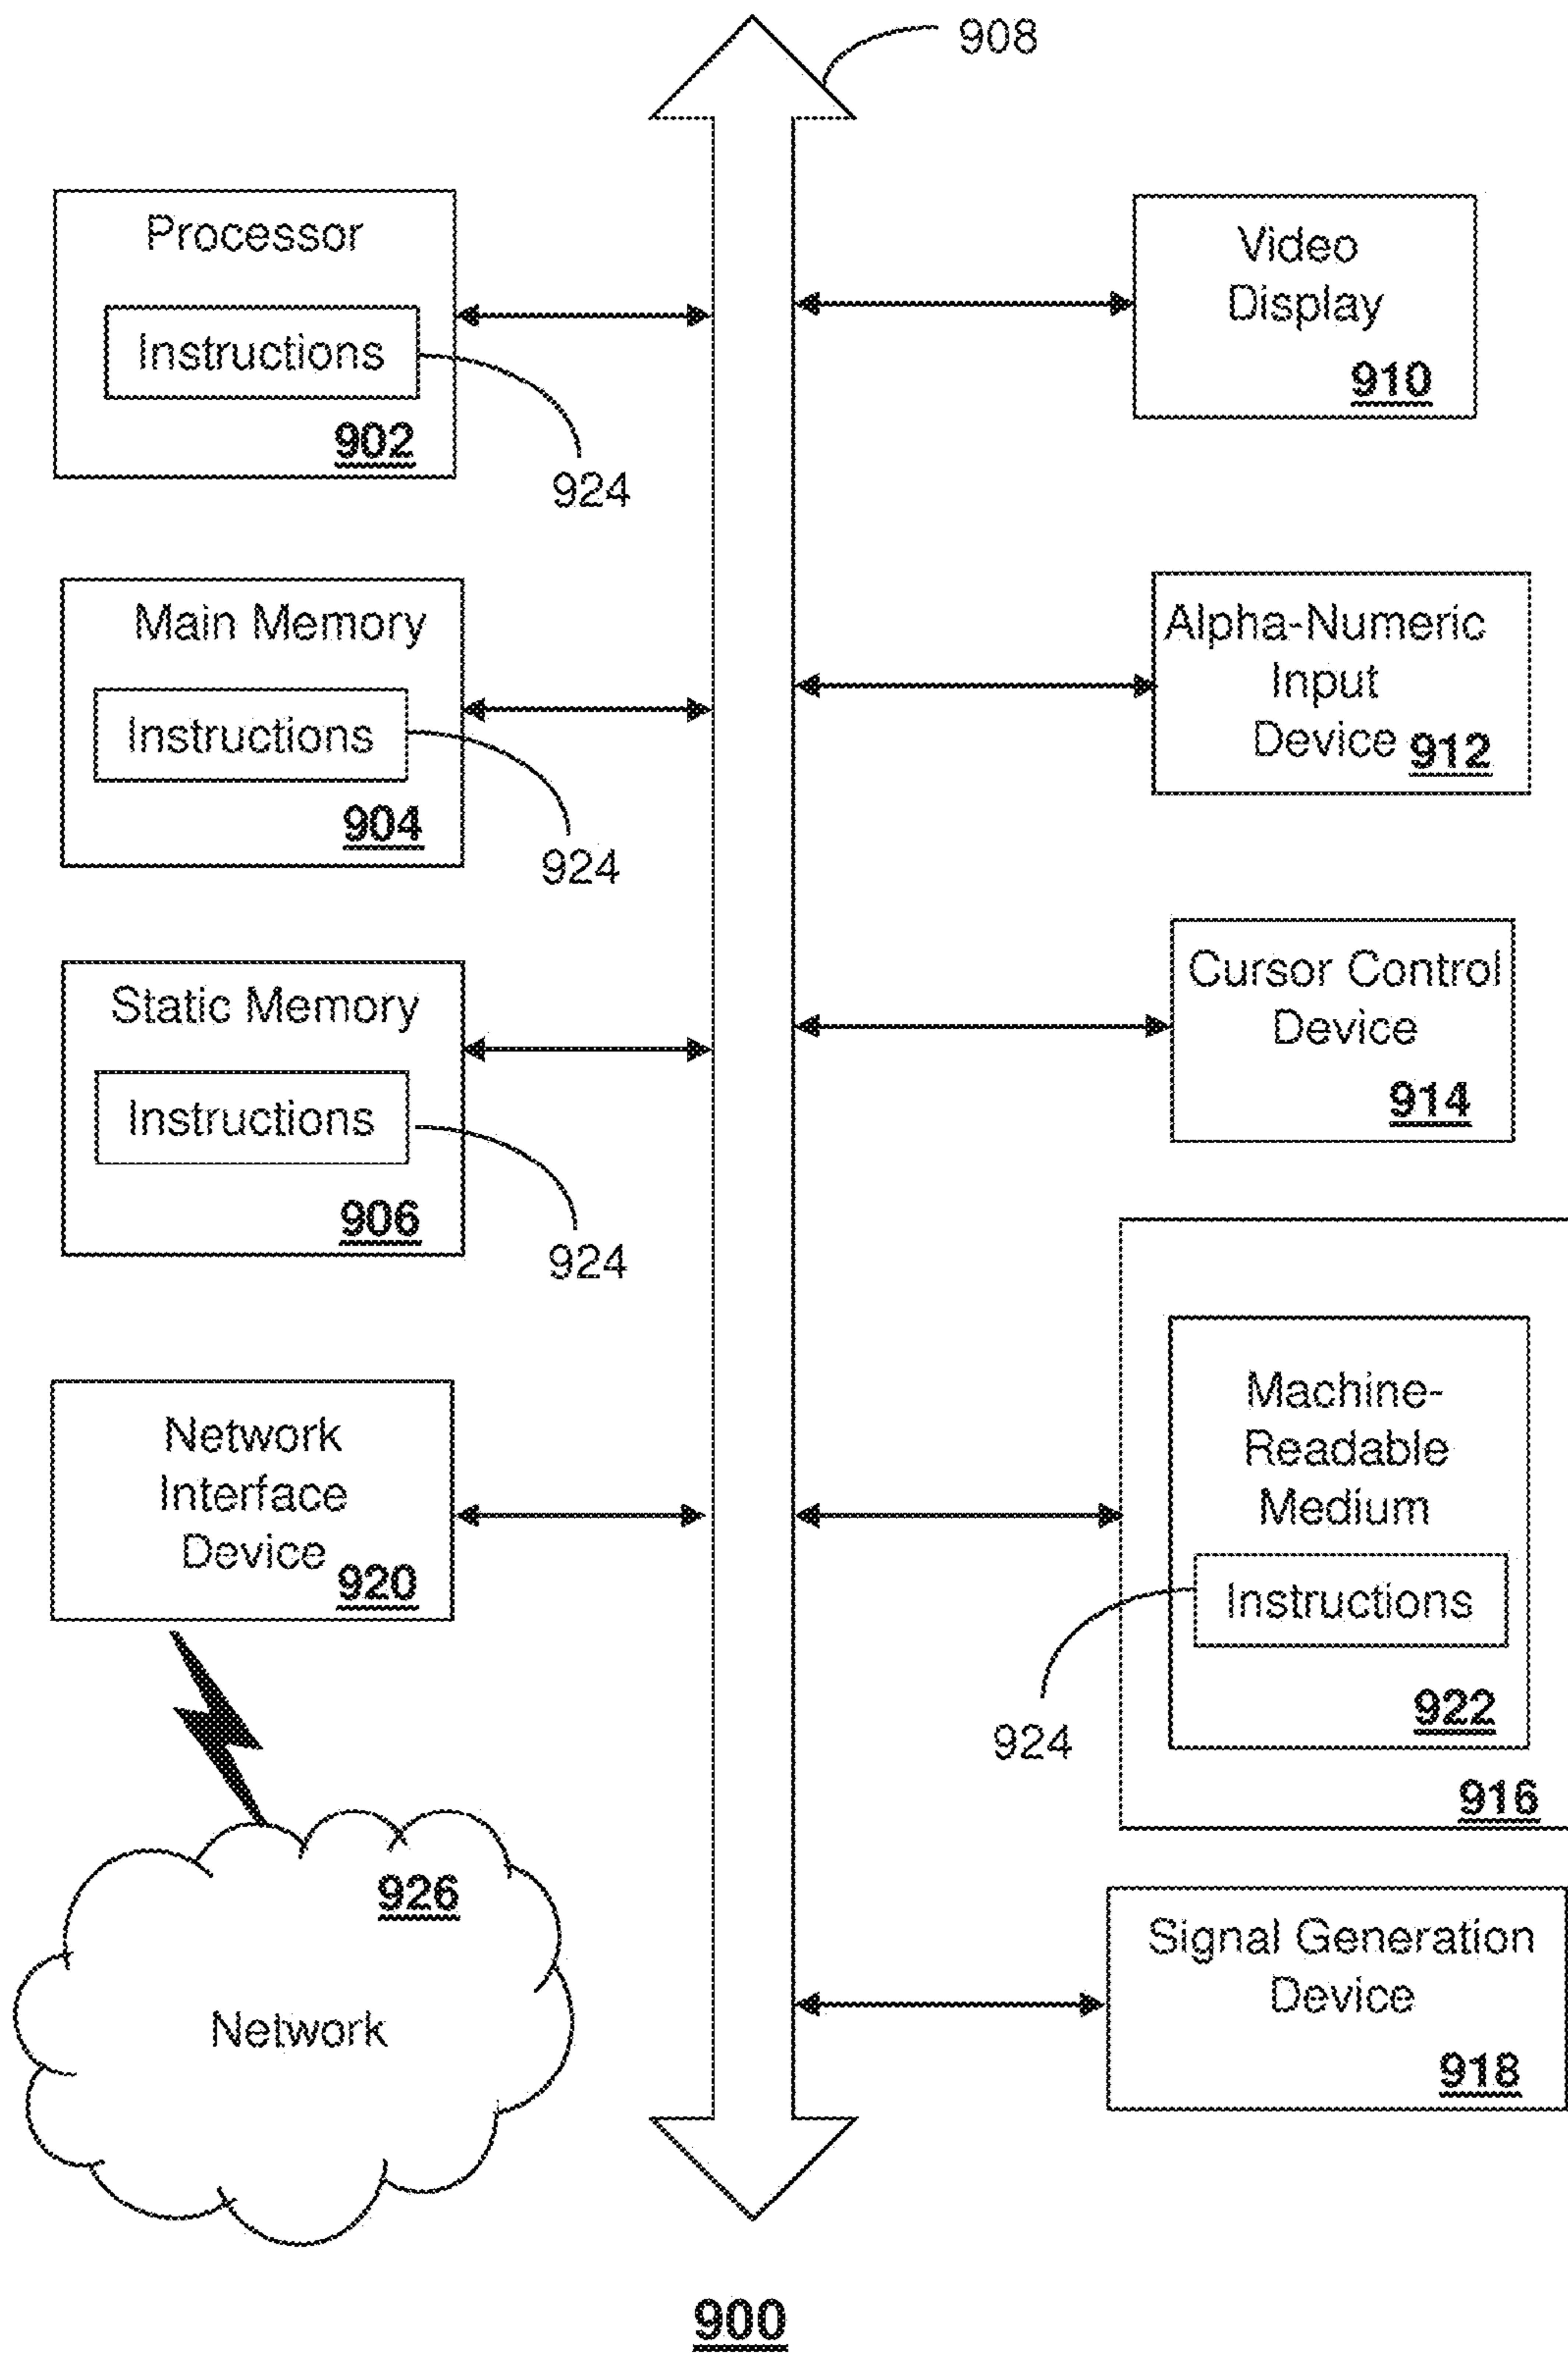 908
Processor
Instructions
902
924
Video
Display
910
Main Memory
Instructions
904
924
Alpha-Numeric
Input
Device 912
Static Memory
Instructions
906
924
Cursor Control
Device
914
Network
Interface
Device 920
Machine-
Readable
Medium
Instructions
922
924
916
926
Network
Signal Generation
Device
918
900